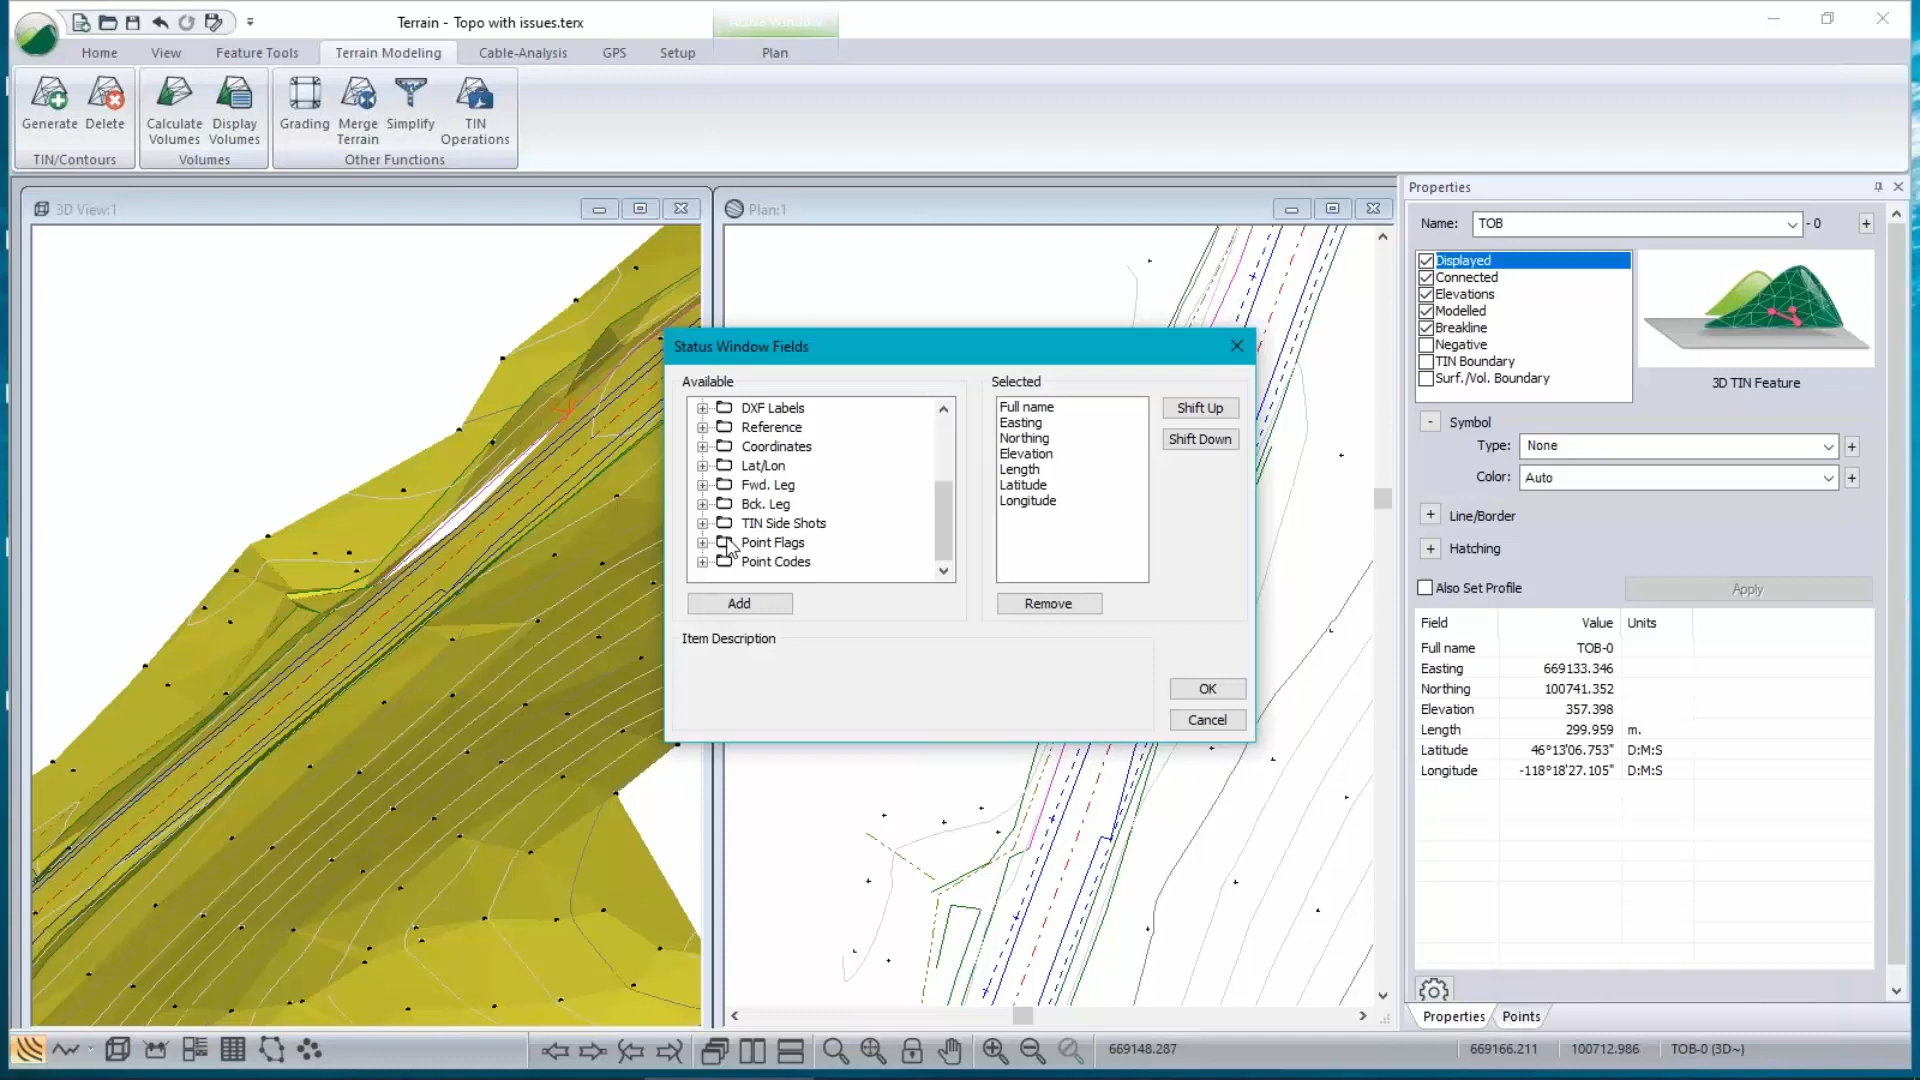 Terrain - Topo with issues.terx
Home View Feature Tools Terrain Modeling Cable-Analysis GPS Setup Plan
Generate Delete Calculate Volumes Display Volumes Grading Merge Terrain Simplify TIN Operations
TIN/Contours Volumes Other Functions
3D View:1
Plan:1
Properties
Name: TOB - 0 +
Displayed
Connected
Elevations
Modelled
Breakline
Negative
TIN Boundary
Surf./Vol. Boundary
3D TIN Feature
- Symbol
Type: None +
Color: Auto +
+ Line/Border
+ Hatching
Also Set Profile Apply
Field Value Units
Full name TOB-0
Easting 669133.346
Northing 100741.352
Elevation 357.398
Length 299.959 m.
Latitude 46°13'06.753" D:M:S
Longitude -118°18'27.105" D:M:S
Properties Points
Status Window Fields
Available
DXF Labels
Reference
Coordinates
Lat/Lon
Fwd. Leg
Bck. Leg
TIN Side Shots
Point Flags
Point Codes
Add
Selected
Full name
Easting
Northing
Elevation
Length
Latitude
Longitude
Shift Up
Shift Down
Remove
Item Description
OK
Cancel
669148.287 669166.211 100712.986 TOB-0 (3D~)